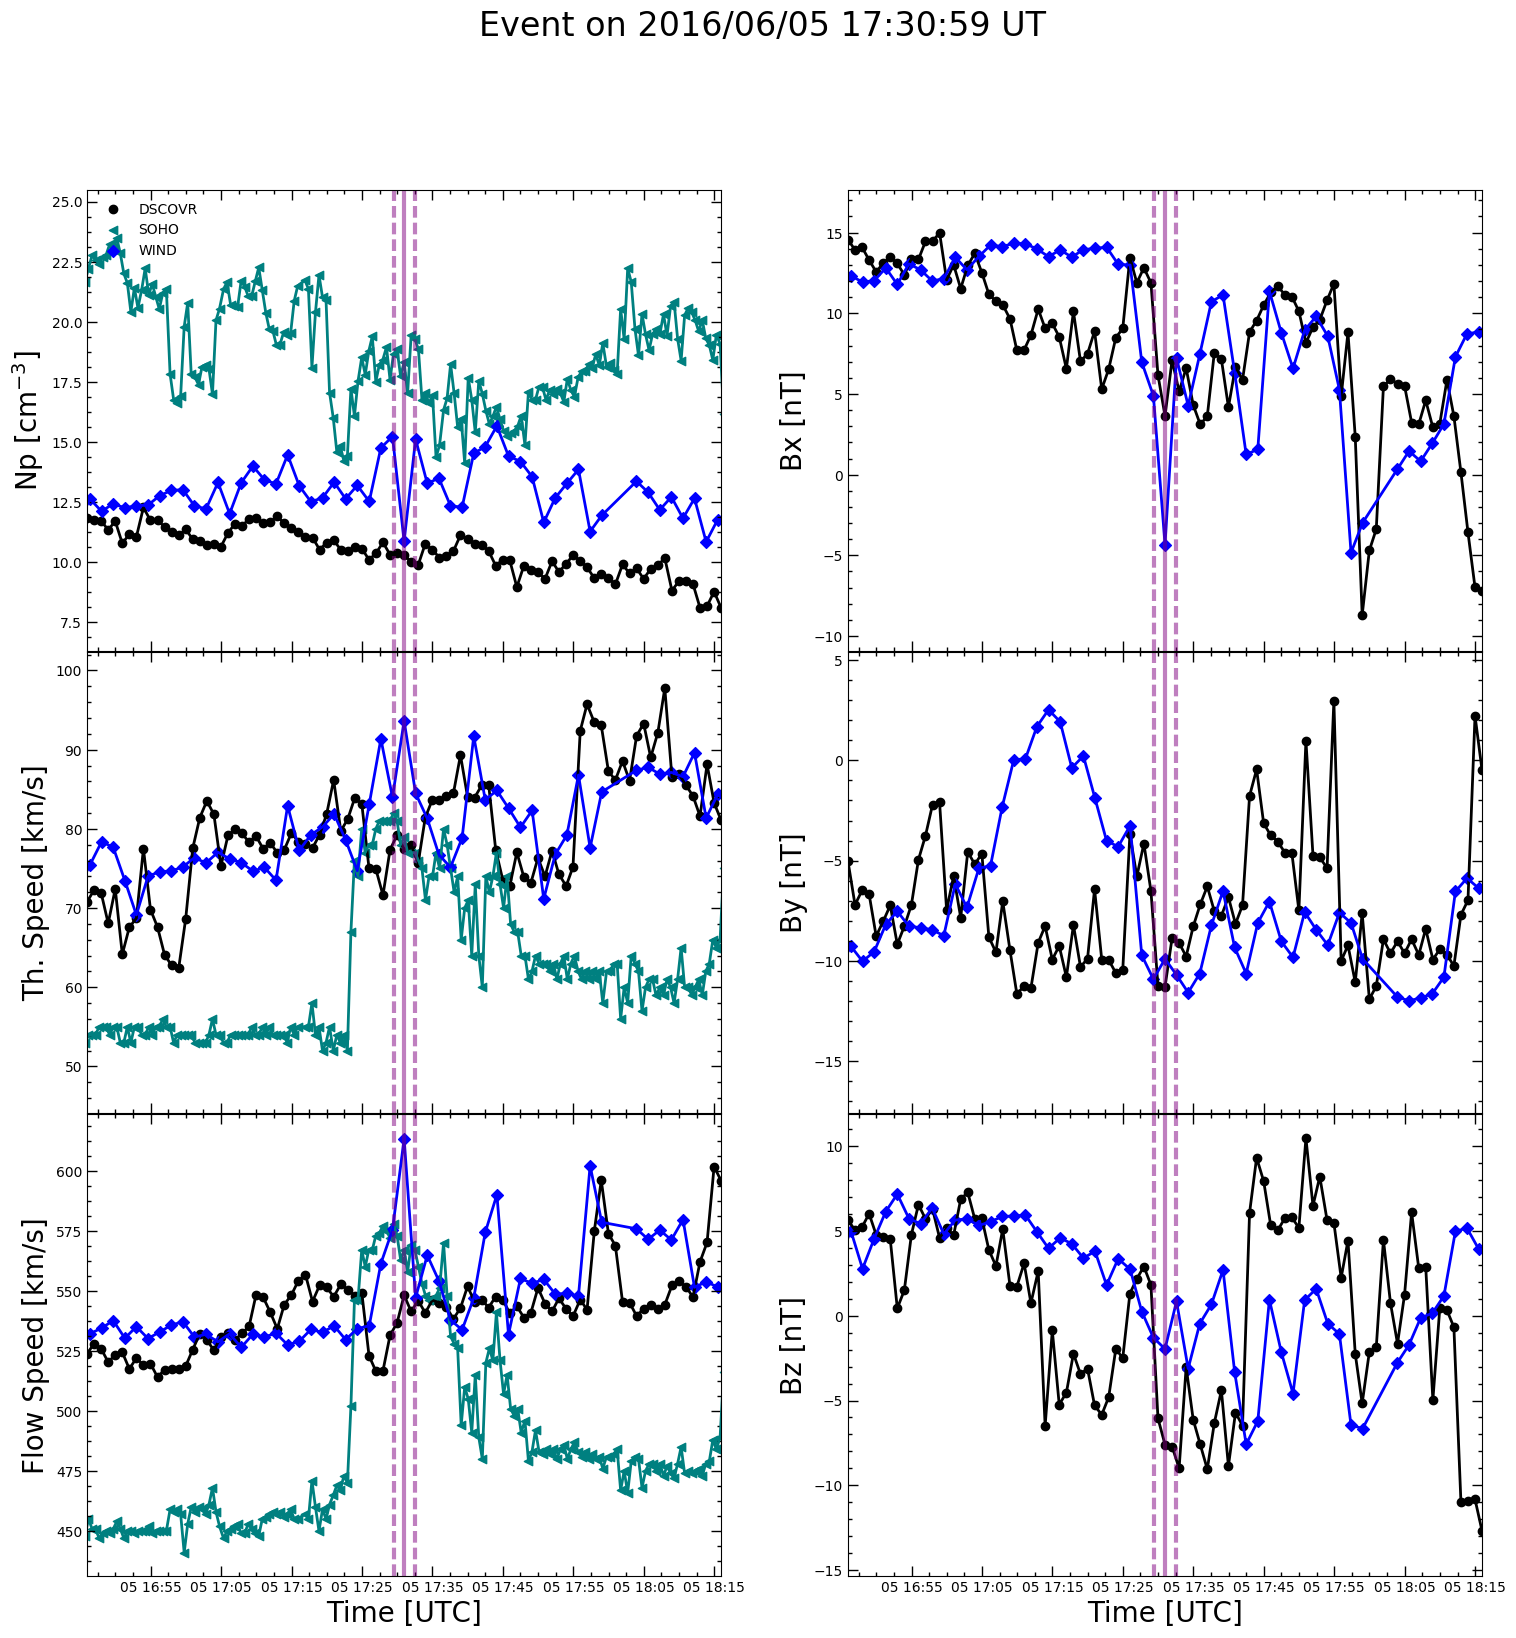 Event on 2016/06/05 17:30:59 UT
DSCOVR
SOHO
WIND
Np [cm⁻³]
25.0
22.5
20.0
17.5
15.0
12.5
10.0
7.5
Th. Speed [km/s]
100
90
80
70
60
50
Flow Speed [km/s]
600
575
550
525
500
475
450
05 16:55 05 17:05 05 17:15 05 17:25 05 17:35 05 17:45 05 17:55 05 18:05 05 18:15
Time [UTC]
Bx [nT]
15
10
5
0
−5
−10
By [nT]
5
0
−5
−10
−15
Bz [nT]
10
5
0
−5
−10
−15
05 16:55 05 17:05 05 17:15 05 17:25 05 17:35 05 17:45 05 17:55 05 18:05 05 18:15
Time [UTC]